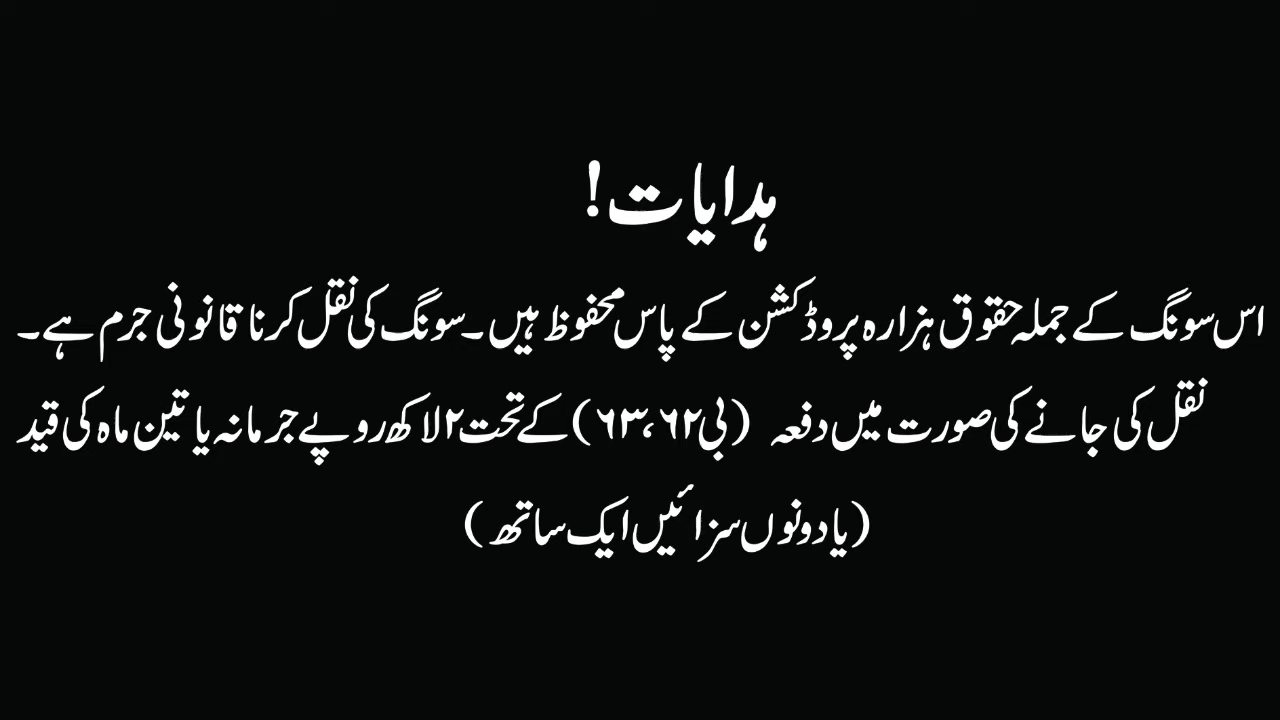 ہدایات!
اس سونگ کے جملہ حقوق ہزارہ پروڈکشن کے پاس محفوظ ہیں۔سونگ کی نقل کرنا قانونی جرم ہے۔
نقل کی جانے کی صورت میں دفعہ (بی۶۲،۶۳) کے تحت ۲ لاکھ روپے جرمانہ یا تین ماہ کی قید
(یا دونوں سزائیں ایک ساتھ)